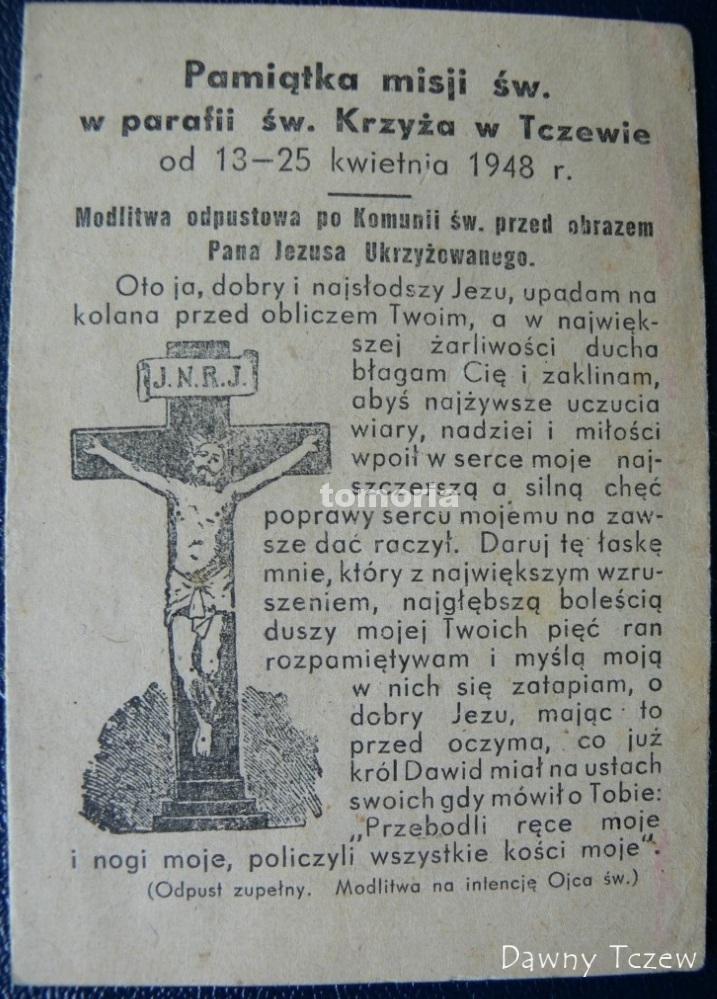 Pamiątka misji św.
w parafii św. Krzyża w Tczewie
od 13–25 kwietnia 1948 r.
Modlitwa odpustowa po Komunii św. przed obrazem
Pana Jezusa Ukrzyżowanego.
Oto ja, dobry i najsłodszy Jezu, upadam na
kolana przed obliczem Twoim, a w najwięk-
szej żarliwości ducha
błagam Cię i zaklinam,
abyś najżywsze uczucia
wiary, nadziei i miłości
wpoił w serce moje naj-
szczerszą a silną chęć
poprawy sercu mojemu na zaw-
sze dać raczył. Daruj tę łaskę
mnie, który z największym wzru-
szeniem, najgłębszą boleścią
duszy mojej Twoich pięć ran
rozpamiętywam i myślą moją
w nich się zatapiam, o
dobry Jezu, mając to
przed oczyma, co już
król Dawid miał na ustach
swoich gdy mówił o Tobie:
„Przebodli ręce moje
i nogi moje, policzyli wszystkie kości moje".
(Odpust zupełny. Modlitwa na intencję Ojca św.)
J.N.R.J.
tomoria
Dawny Tczew